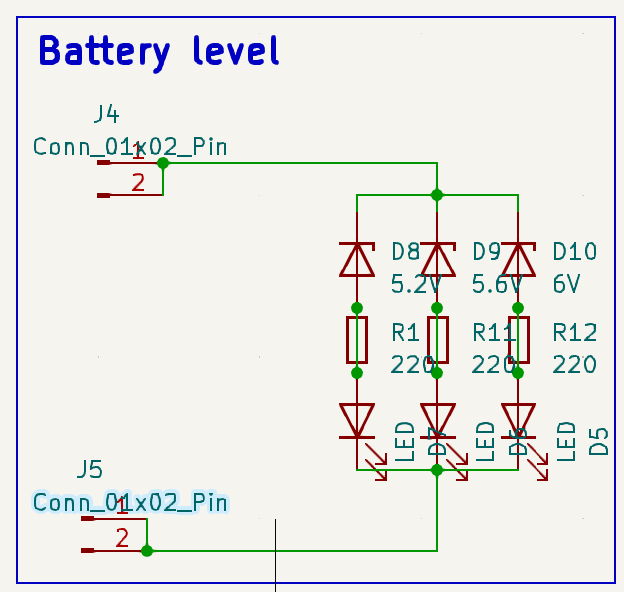 Battery level
J4
Conn_01x02_Pin
1
2
D8
5.2V
D9
5.6V
D10
6V
R1
220
R11
220
R12
220
LED
D7
LED
D6
LED
D5
J5
Conn_01x02_Pin
1
2